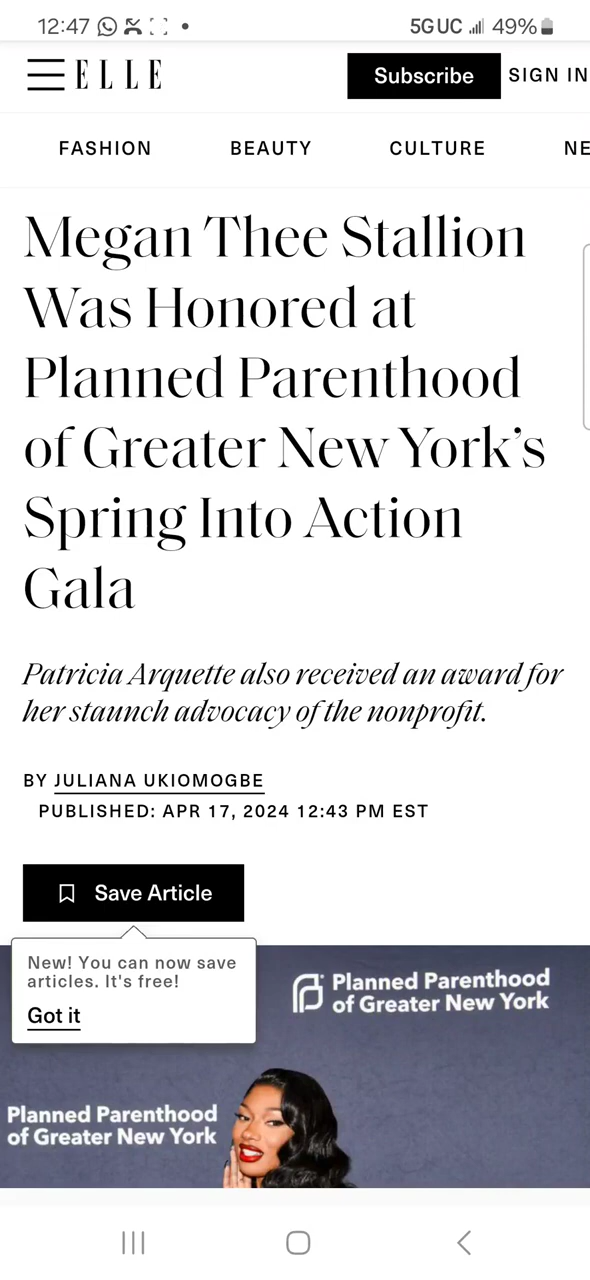 12:47
5GUC 49%
ELLE
Subscribe
SIGN IN
FASHION BEAUTY CULTURE NE
Megan Thee Stallion
Was Honored at
Planned Parenthood
of Greater New York’s
Spring Into Action
Gala
Patricia Arquette also received an award for
her staunch advocacy of the nonprofit.
BY JULIANA UKIOMOGBE
PUBLISHED: APR 17, 2024 12:43 PM EST
Save Article
New! You can now save
articles. It's free!
Got it
Planned Parenthood
of Greater New York
Planned Parenthood
of Greater New York